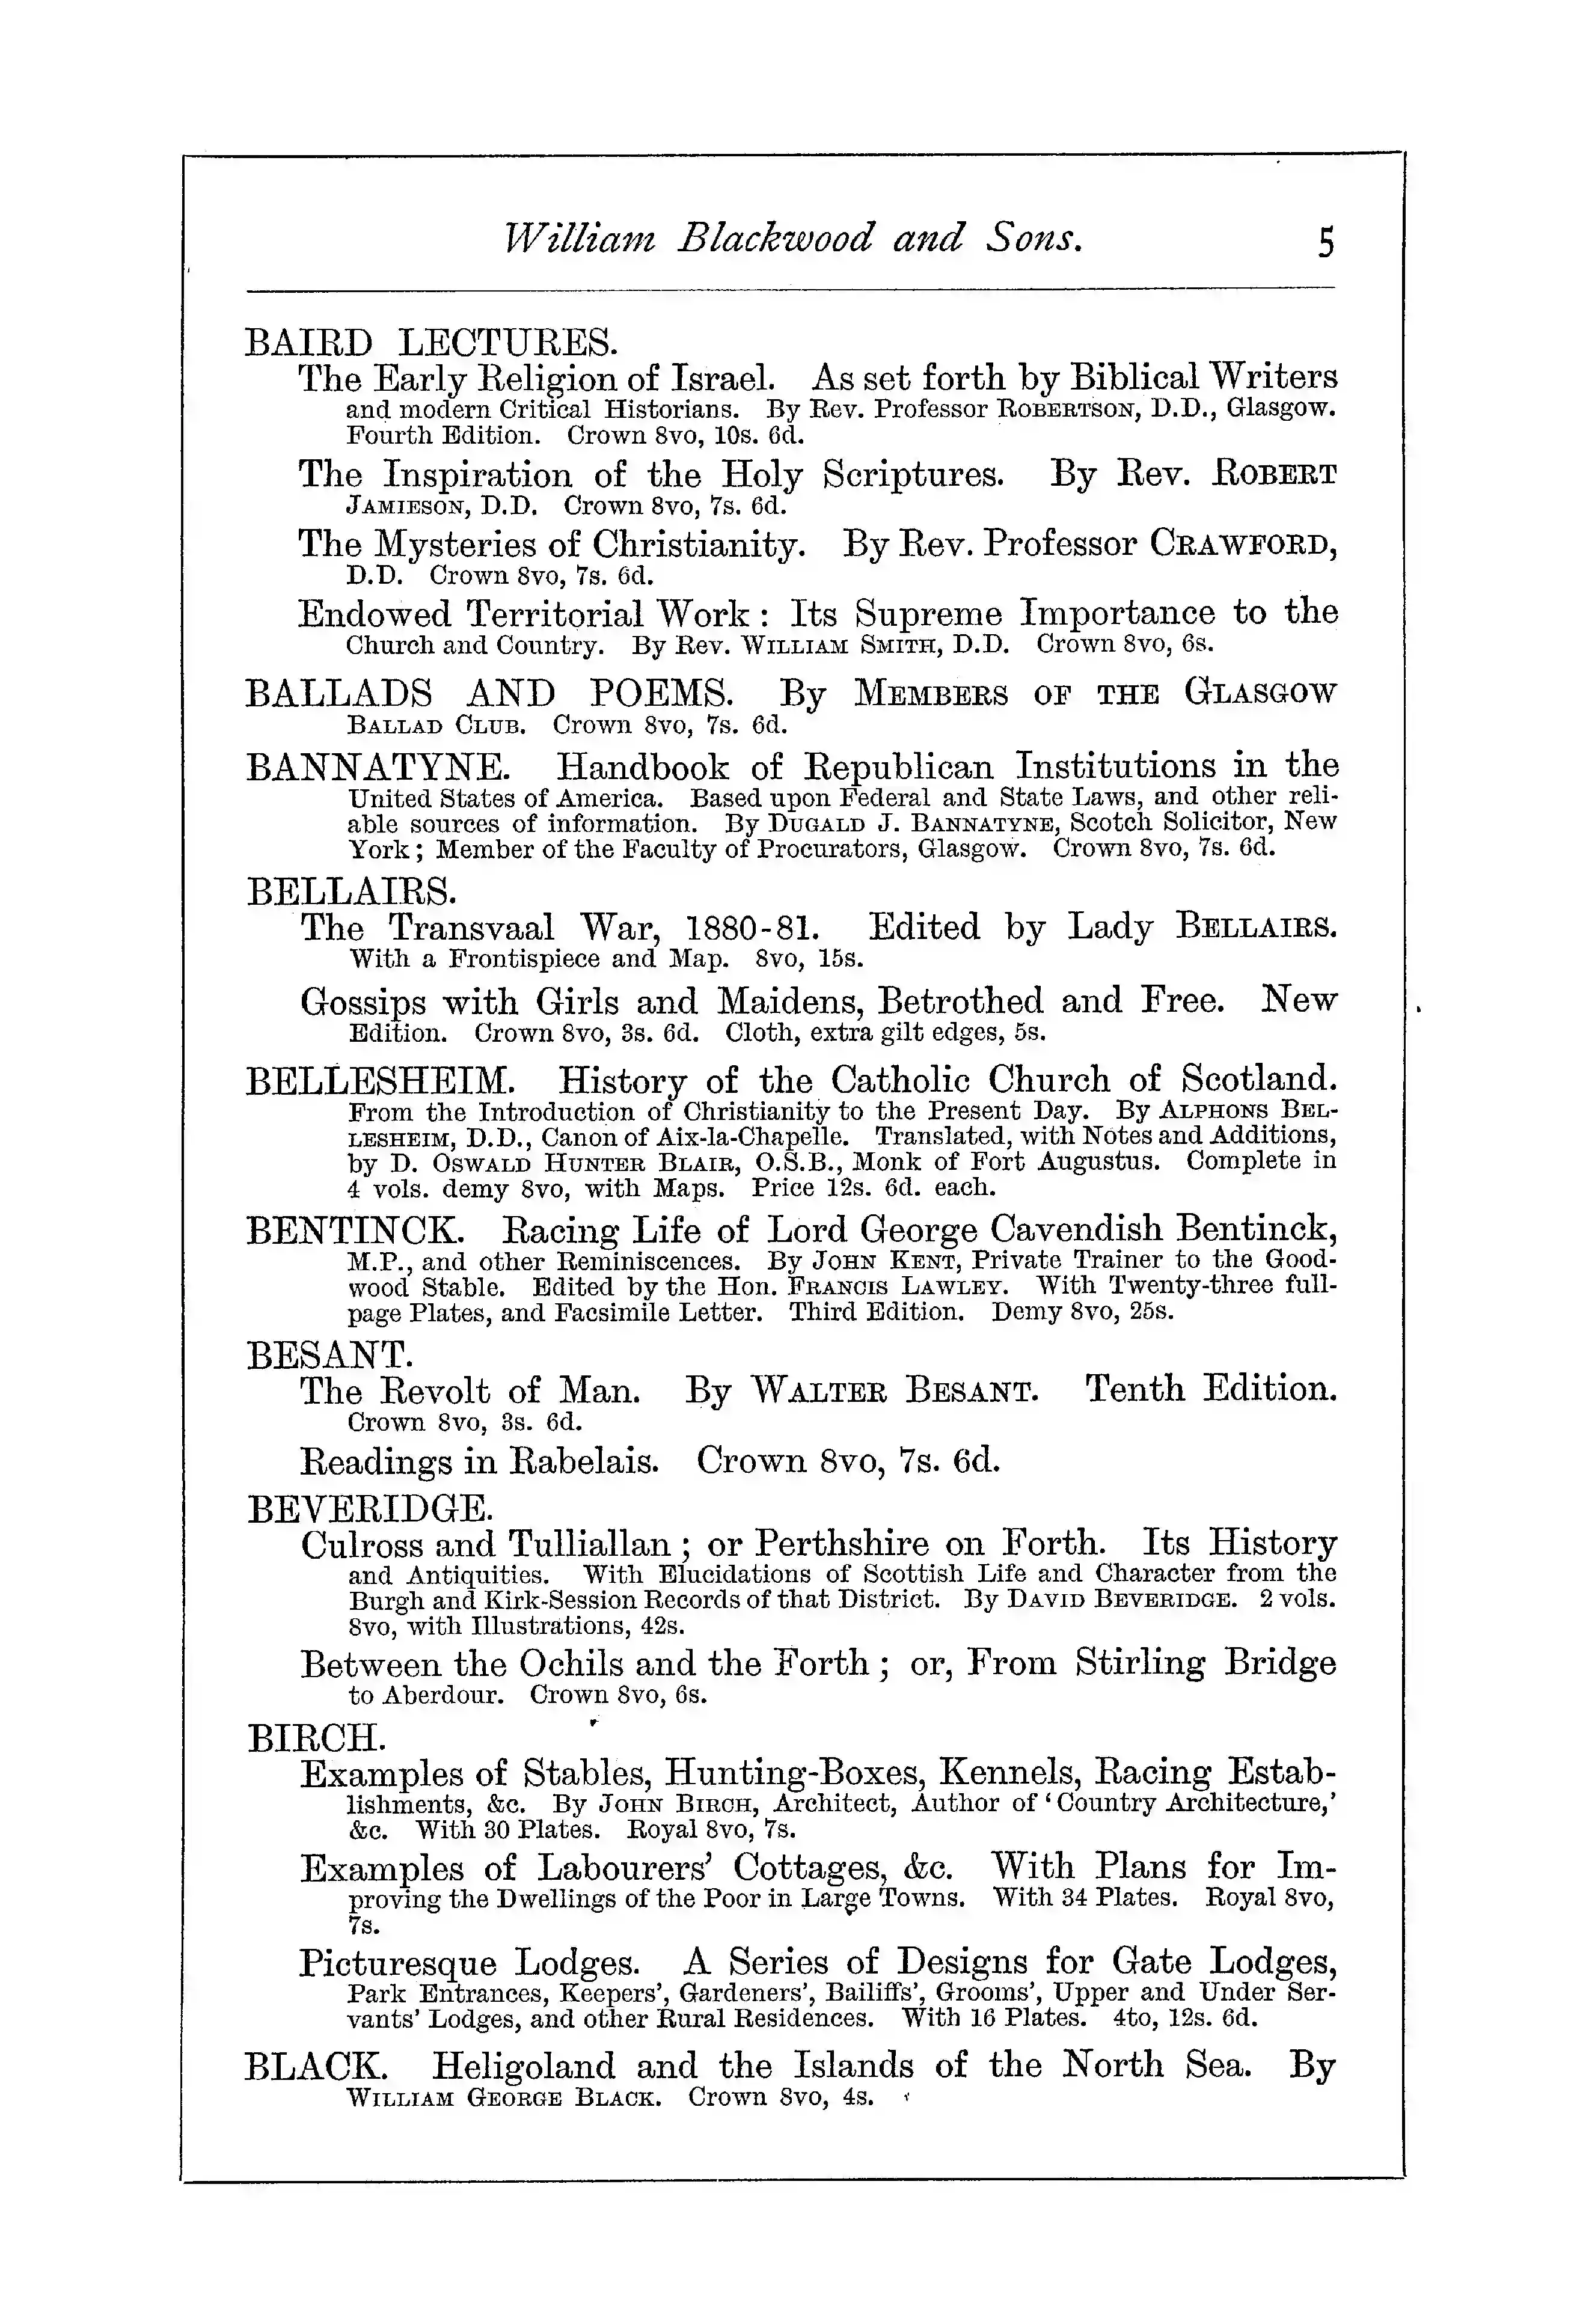 William Blackwood and Sons. 5
BAIRD LECTURES.
The Early Religion of Israel. As set forth by Biblical Writers
and modern Critical Historians. By Rev. Professor ROBERTSON, D.D., Glasgow.
Fourth Edition. Crown 8vo, 10s. 6d.
The Inspiration of the Holy Scriptures. By Rev. ROBERT
JAMIESON, D.D. Crown 8vo, 7s. 6d.
The Mysteries of Christianity. By Rev. Professor CRAWFORD,
D.D. Crown 8vo, 7s. 6d.
Endowed Territorial Work: Its Supreme Importance to the
Church and Country. By Rev. WILLIAM SMITH, D.D. Crown 8vo, 6s.
BALLADS AND POEMS. By MEMBERS OF THE GLASGOW
BALLAD CLUB. Crown 8vo, 7s. 6d.
BANNATYNE. Handbook of Republican Institutions in the
United States of America. Based upon Federal and State Laws, and other reli-
able sources of information. By DUGALD J. BANNATYNE, Scotch Solicitor, New
York; Member of the Faculty of Procurators, Glasgow. Crown 8vo, 7s. 6d.
BELLAIRS.
The Transvaal War, 1880-81. Edited by Lady BELLAIRS.
With a Frontispiece and Map. 8vo, 15s.
Gossips with Girls and Maidens, Betrothed and Free. New
Edition. Crown 8vo, 3s. 6d. Cloth, extra gilt edges, 5s.
BELLESHEIM. History of the Catholic Church of Scotland.
From the Introduction of Christianity to the Present Day. By ALPHONS BEL-
LESHEIM, D.D., Canon of Aix-la-Chapelle. Translated, with Notes and Additions,
by D. OSWALD HUNTER BLAIR, O.S.B., Monk of Fort Augustus. Complete in
4 vols. demy 8vo, with Maps. Price 12s. 6d. each.
BENTINCK. Racing Life of Lord George Cavendish Bentinck,
M.P., and other Reminiscences. By JOHN KENT, Private Trainer to the Good-
wood Stable. Edited by the Hon. FRANCIS LAWLEY. With Twenty-three full-
page Plates, and Facsimile Letter. Third Edition. Demy 8vo, 25s.
BESANT.
The Revolt of Man. By WALTER BESANT. Tenth Edition.
Crown 8vo, 3s. 6d.
Readings in Rabelais. Crown 8vo, 7s. 6d.
BEVERIDGE.
Culross and Tulliallan; or Perthshire on Forth. Its History
and Antiquities. With Elucidations of Scottish Life and Character from the
Burgh and Kirk-Session Records of that District. By DAVID BEVERIDGE. 2 vols.
8vo, with Illustrations, 42s.
Between the Ochils and the Forth; or, From Stirling Bridge
to Aberdour. Crown 8vo, 6s.
BIRCH.
Examples of Stables, Hunting-Boxes, Kennels, Racing Estab-
lishments, &c. By JOHN BIRCH, Architect, Author of ‘Country Architecture,’
&c. With 30 Plates. Royal 8vo, 7s.
Examples of Labourers’ Cottages, &c. With Plans for Im-
proving the Dwellings of the Poor in Large Towns. With 34 Plates. Royal 8vo,
7s.
Picturesque Lodges. A Series of Designs for Gate Lodges,
Park Entrances, Keepers’, Gardeners’, Bailiffs’, Grooms’, Upper and Under Ser-
vants’ Lodges, and other Rural Residences. With 16 Plates. 4to, 12s. 6d.
BLACK. Heligoland and the Islands of the North Sea. By
WILLIAM GEORGE BLACK. Crown 8vo, 4s.